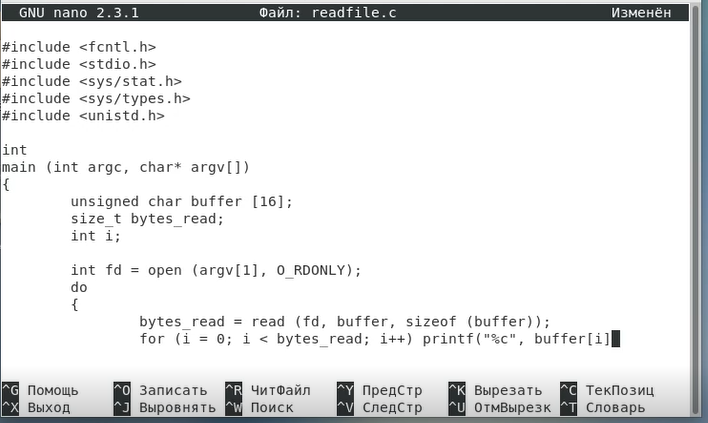 GNU nano 2.3.1 Файл: readfile.c Изменён
#include <fcntl.h>
#include <stdio.h>
#include <sys/stat.h>
#include <sys/types.h>
#include <unistd.h>
int
main (int argc, char* argv[])
{
unsigned char buffer [16];
size_t bytes_read;
int i;
int fd = open (argv[1], O_RDONLY);
do
{
bytes_read = read (fd, buffer, sizeof (buffer));
for (i = 0; i < bytes_read; i++) printf("%c", buffer[i]
^G Помощь ^O Записать ^R ЧитФайл ^Y ПредСтр ^K Вырезать ^C ТекПозиц
^X Выход ^J Выровнять ^W Поиск ^V СледСтр ^U ОтмВырезк ^T Словарь